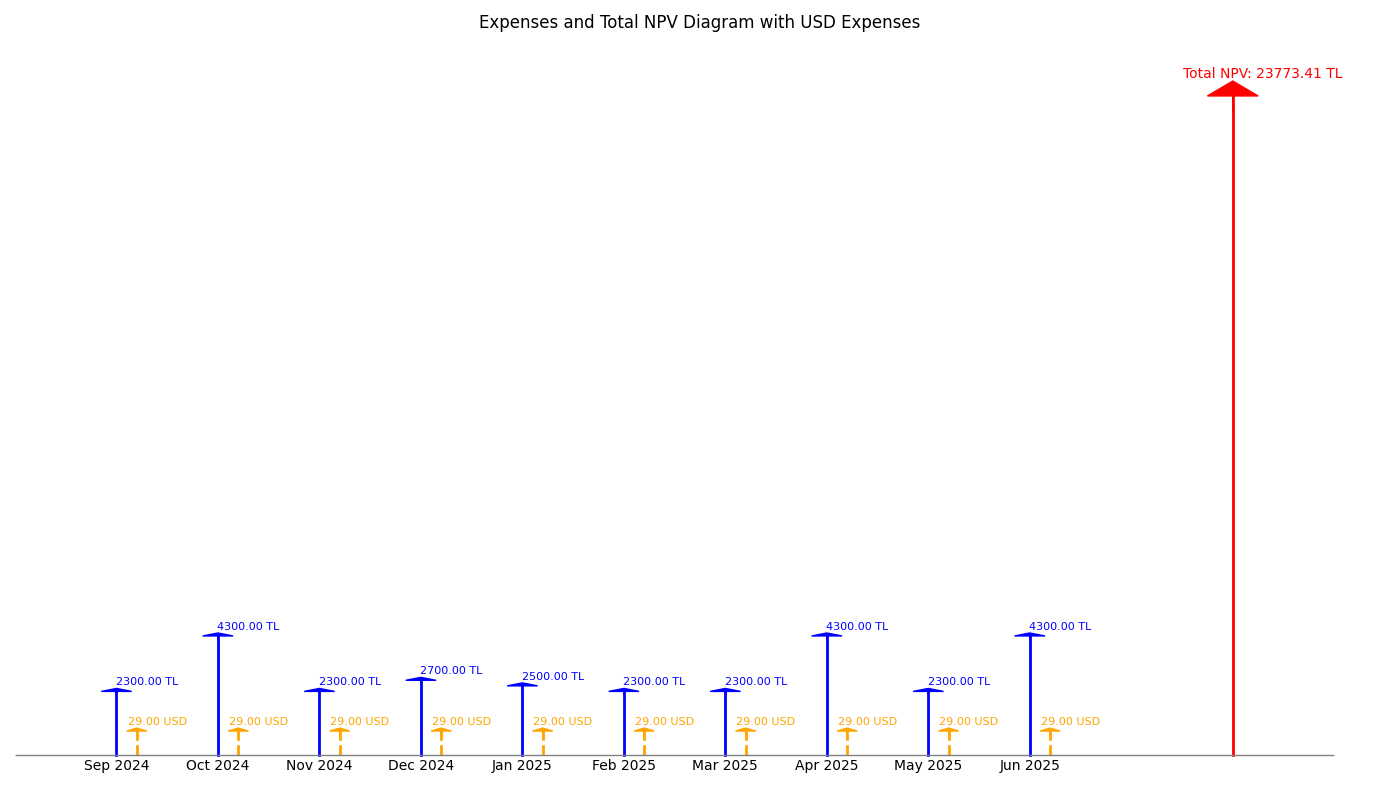 Expenses and Total NPV Diagram with USD Expenses
Total NPV: 23773.41 TL
4300.00 TL
4300.00 TL
4300.00 TL
2300.00 TL
2300.00 TL
2700.00 TL
2500.00 TL
2300.00 TL
2300.00 TL
2300.00 TL
29.00 USD
29.00 USD
29.00 USD
29.00 USD
29.00 USD
29.00 USD
29.00 USD
29.00 USD
29.00 USD
29.00 USD
Sep 2024
Oct 2024
Nov 2024
Dec 2024
Jan 2025
Feb 2025
Mar 2025
Apr 2025
May 2025
Jun 2025